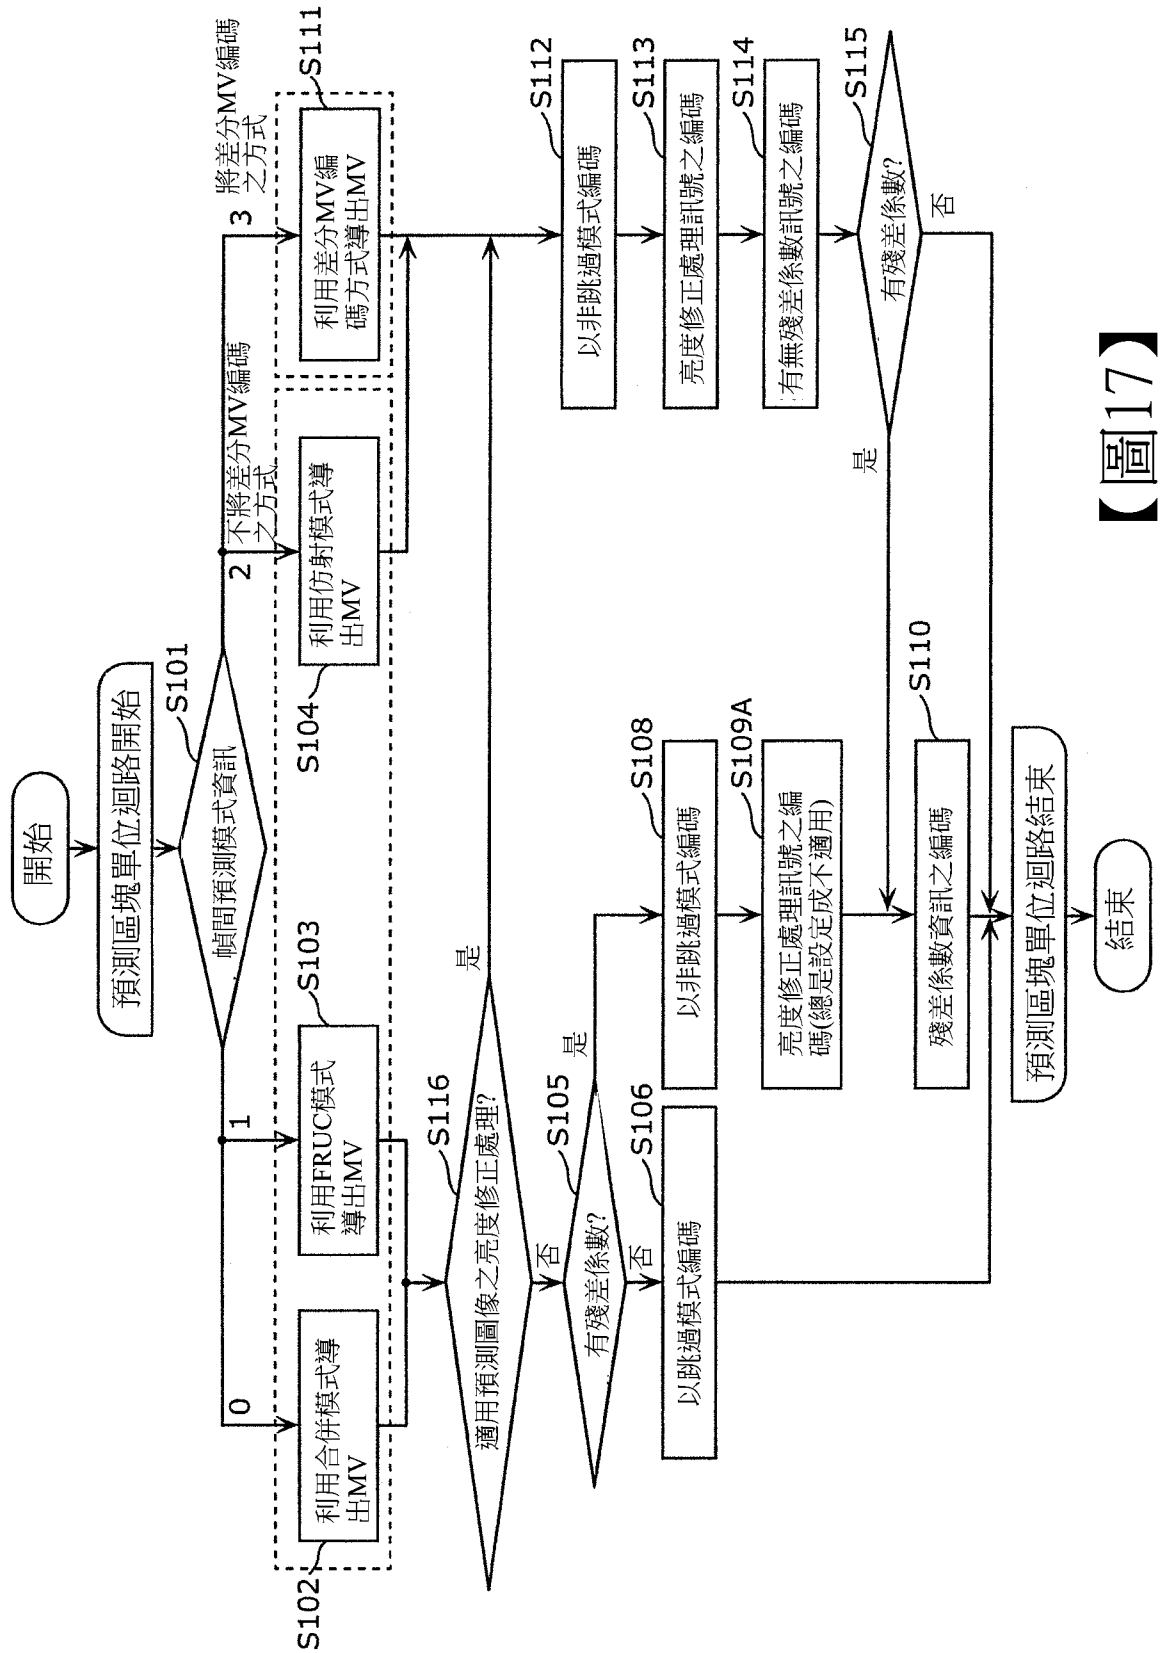 開始
預測區塊單位迴路開始
S101
幀間預測模式資訊
0
1
2
3
不將差分MV編碼
之方式
將差分MV編碼
之方式
S102
利用合併模式導
出MV
S103
利用FRUC模式
導出MV
S104
利用仿射模式導
出MV
S111
利用差分MV編
碼方式導出MV
S116
適用預測圖像之亮度修正處理?
是
否
S105
有殘差係數?
是
否
S106
以跳過模式編碼
S108
以非跳過模式編碼
S109A
亮度修正處理訊號之編
碼(總是設定成不適用)
S110
殘差係數資訊之編碼
S112
以非跳過模式編碼
S113
亮度修正處理訊號之編碼
S114
有無殘差係數訊號之編碼
S115
有殘差係數?
是
否
預測區塊單位迴路結束
結束
【圖17】